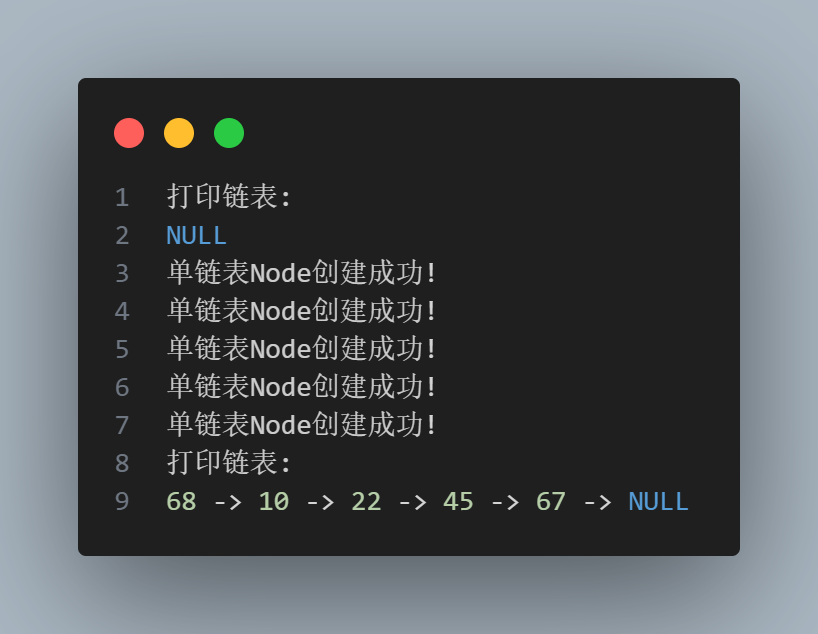 1 打印链表:
2 NULL
3 单链表Node创建成功!
4 单链表Node创建成功!
5 单链表Node创建成功!
6 单链表Node创建成功!
7 单链表Node创建成功!
8 打印链表:
9 68 -> 10 -> 22 -> 45 -> 67 -> NULL